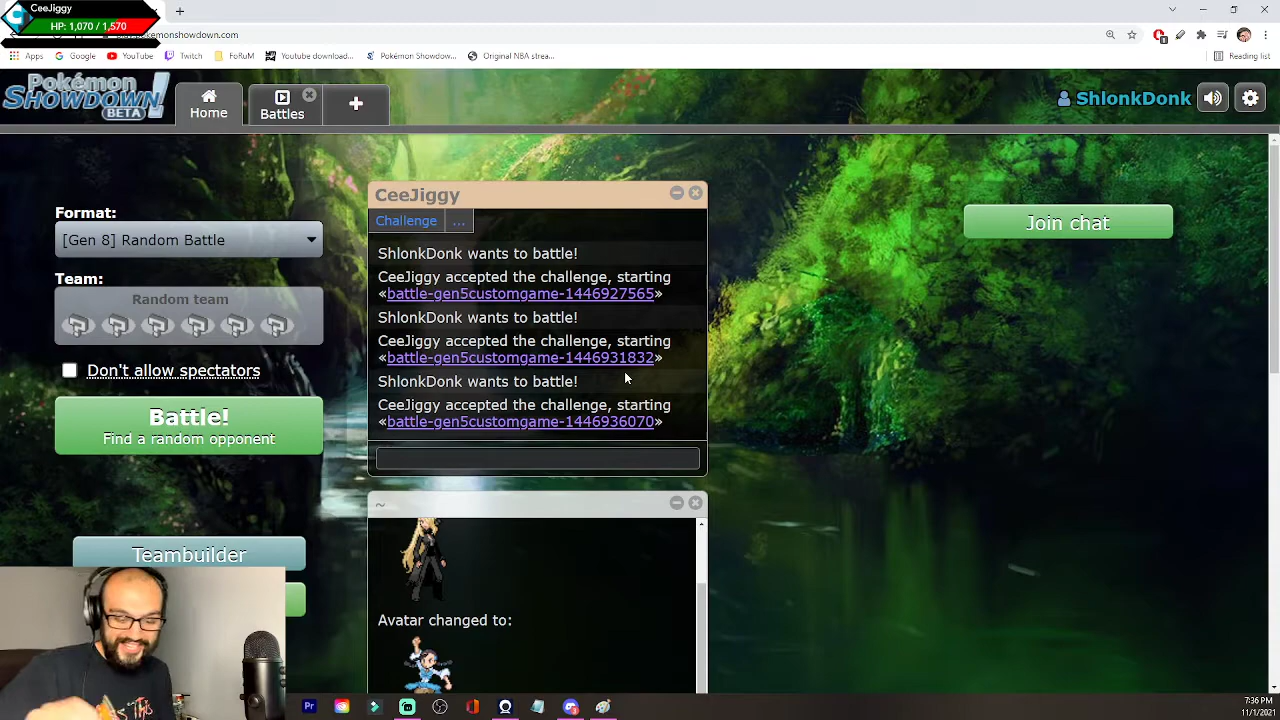 CeeJiggy
HP: 1,070 / 1,570
pokemonshowdown.com
Apps
Google
YouTube
Twitch
FoRuM
Youtube download...
Pokémon Showdow...
Original NBA strea...
Reading list
Pokémon
SHOWDOWN!
BETA
Home
Battles
ShlonkDonk
Format:
[Gen 8] Random Battle
Team:
Random team
Don't allow spectators
Battle!
Find a random opponent
Teambuilder
CeeJiggy
Challenge
...
ShlonkDonk wants to battle!
CeeJiggy accepted the challenge, starting
«battle-gen5customgame-1446927565»
ShlonkDonk wants to battle!
CeeJiggy accepted the challenge, starting
«battle-gen5customgame-1446931832»
ShlonkDonk wants to battle!
CeeJiggy accepted the challenge, starting
«battle-gen5customgame-1446936070»
~
Avatar changed to:
Join chat
Pr
7:36 PM
11/1/2021